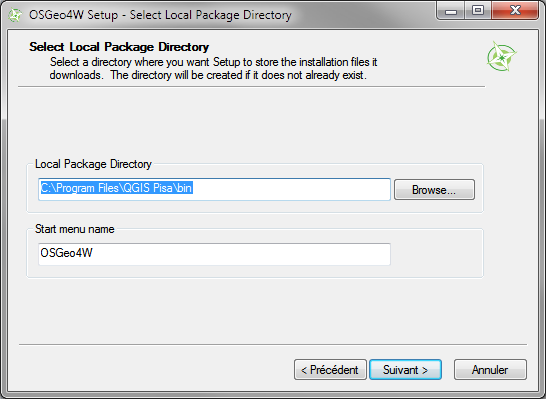 OSGeo4W Setup - Select Local Package Directory
Select Local Package Directory
Select a directory where you want Setup to store the installation files it
downloads. The directory will be created if it does not already exist.
Local Package Directory
C:\Program Files\QGIS Pisa\bin
Browse...
Start menu name
OSGeo4W
< Précédent
Suivant >
Annuler